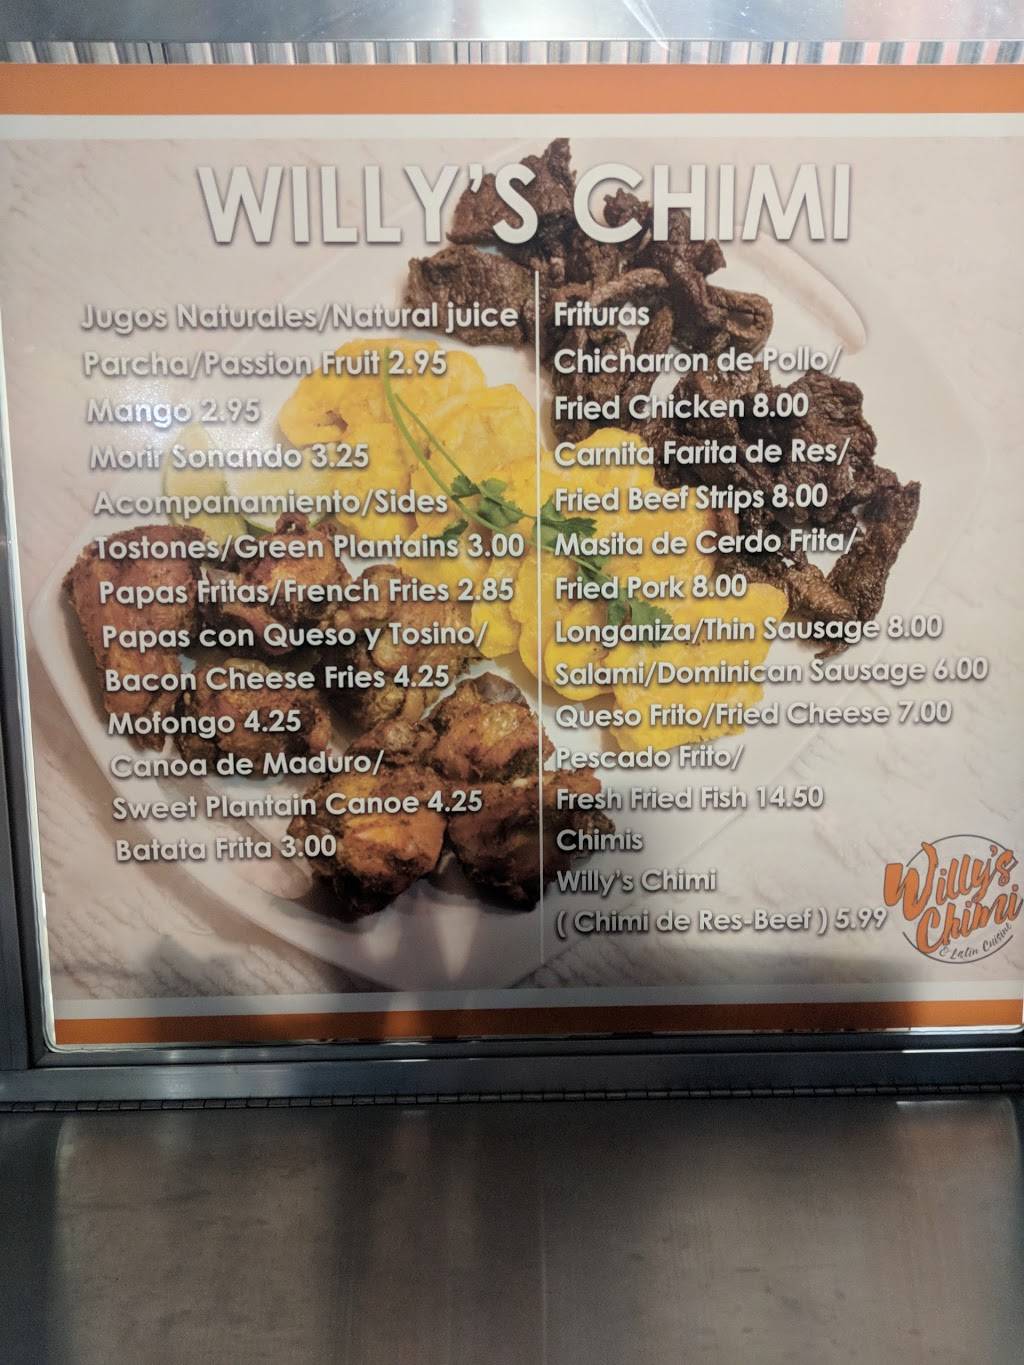 WILLY'S CHIMI
Jugos Naturales/Natural juice
Parcha/Passion Fruit 2.95
Mango 2.95
Morir Sonando 3.25
Acompanamiento/Sides
Tostones/Green Plantains 3.00
Papas Fritas/French Fries 2.85
Papas con Queso y Tosino/
Bacon Cheese Fries 4.25
Mofongo 4.25
Canoa de Maduro/
Sweet Plantain Canoe 4.25
Batata Frita 3.00
Frituras
Chicharron de Pollo/
Fried Chicken 8.00
Carnita Farita de Res/
Fried Beef Strips 8.00
Masita de Cerdo Frita/
Fried Pork 8.00
Longaniza/Thin Sausage 8.00
Salami/Dominican Sausage 6.00
Queso Frito/Fried Cheese 7.00
Pescado Frito/
Fresh Fried Fish 14.50
Chimis
Willy's Chimi
( Chimi de Res-Beef ) 5.99
Willy's
Chimi
& Latin Cuisine